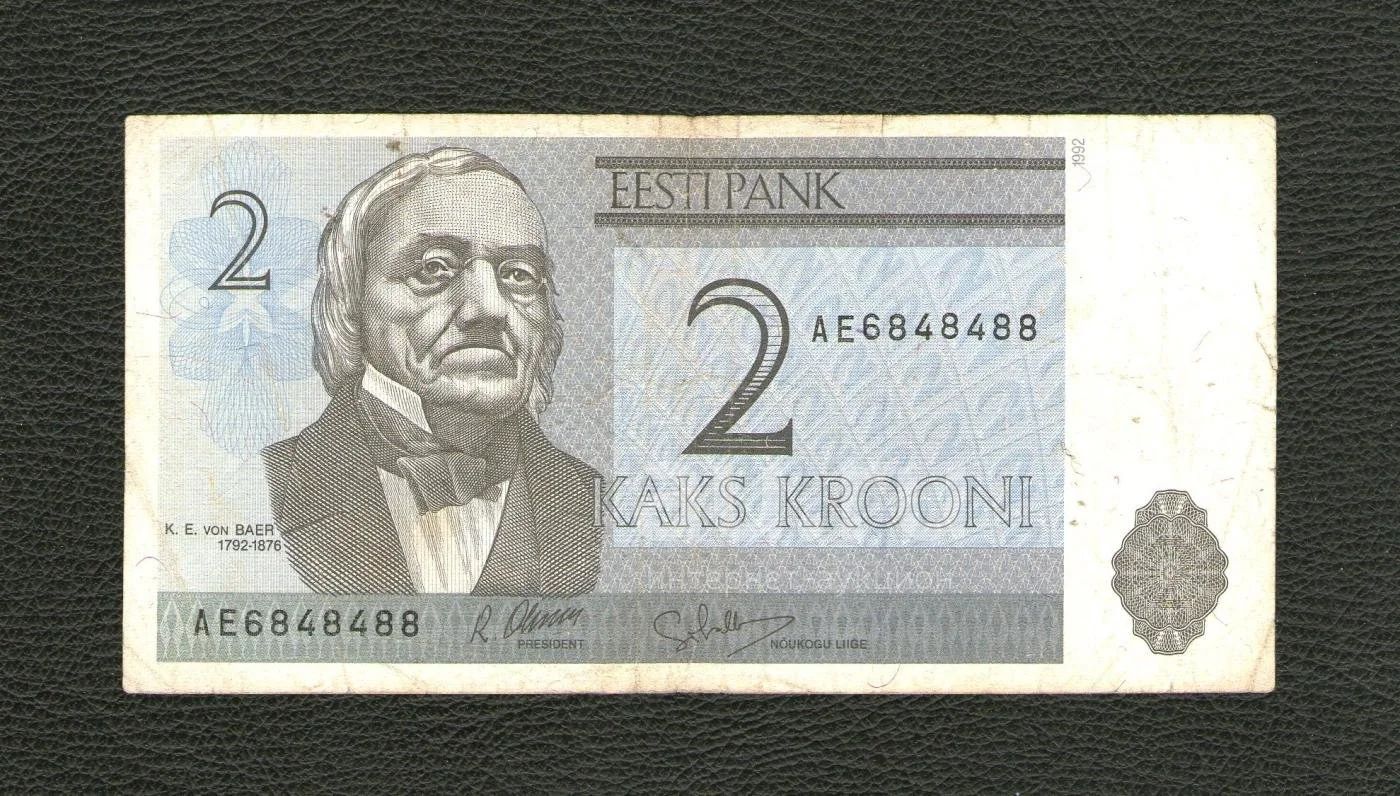 1992
EESTI PANK
2
2
AE6848488
KAKS KROONI
K. E. VON BAER
1792-1876
ИНТЕРНЕТ-АУКЦИОН
AE6848488
PRESIDENT
NÕUKOGU LIIGE